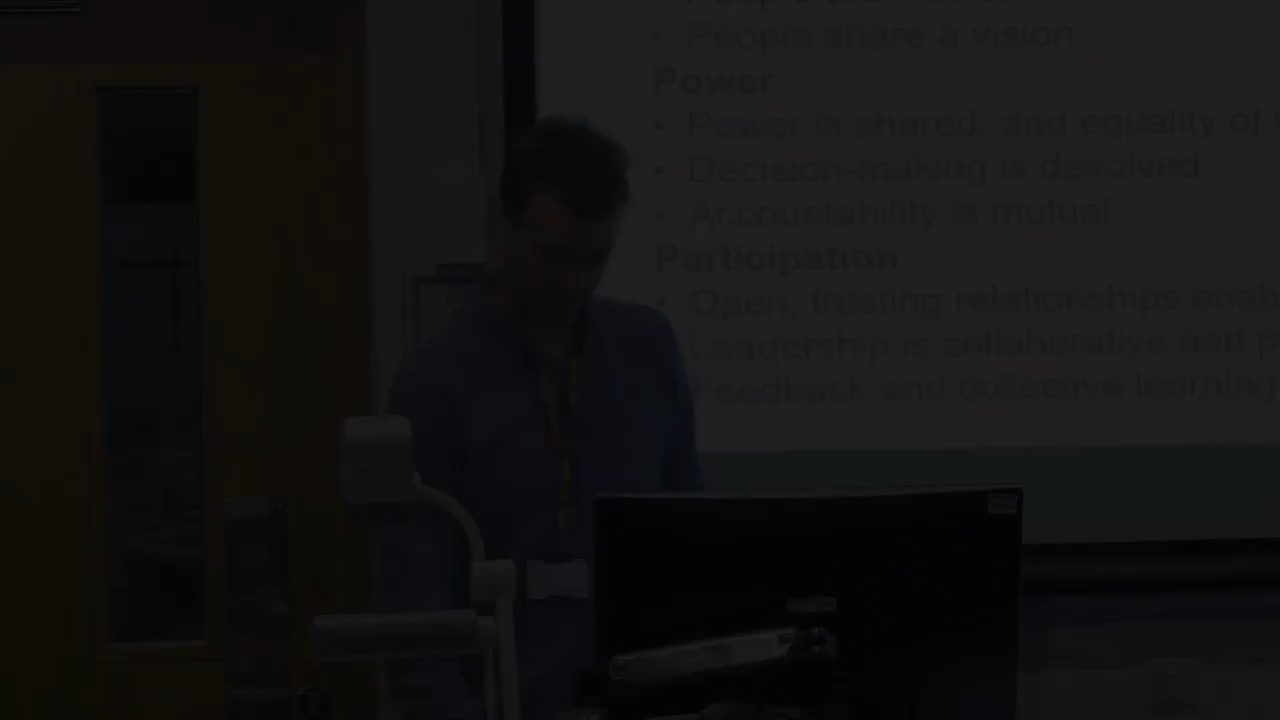 • People share a vision
Power
• Power is shared, and equality of
• Decision-making is devolved
• Accountability is mutual
Participation
• Open, trusting relationships enab
• Leadership is collaborative and p
Feedback and collective learning